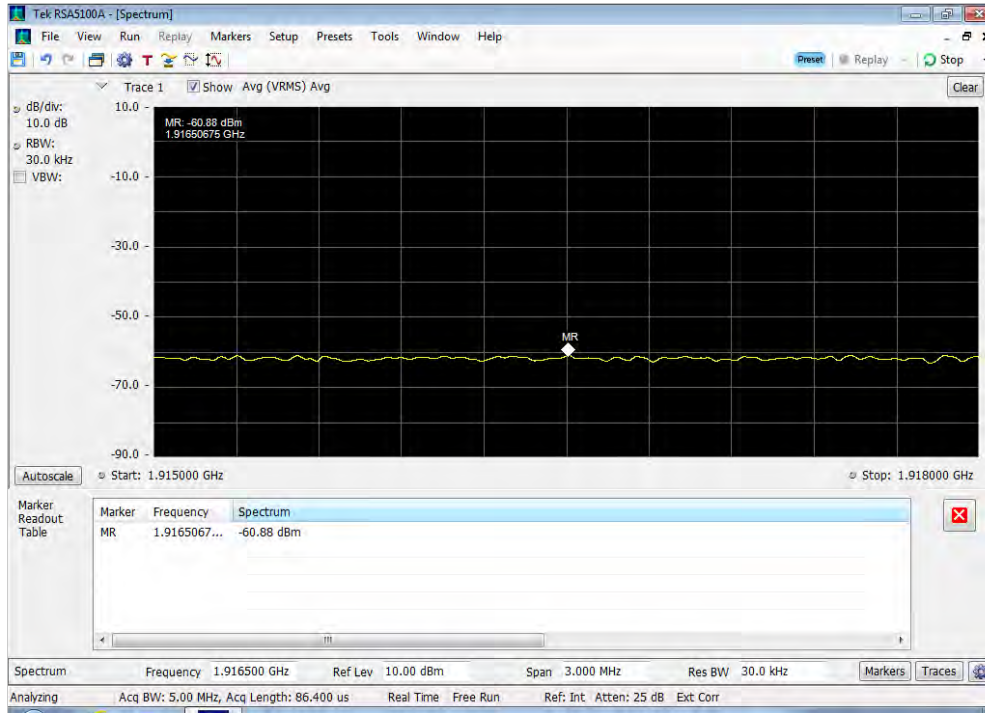 Tek RSA5100A - [Spectrum]
File View Run Replay Markers Setup Presets Tools Window Help
T
Preset Replay Stop
Trace 1 Show Avg (VRMS) Avg Clear
dB/div:
10.0 dB
RBW:
30.0 kHz
VBW:
10.0
-10.0
-30.0
-50.0
-70.0
-90.0
MR: -60.88 dBm
1.91650675 GHz
MR
Autoscale Start: 1.915000 GHz Stop: 1.918000 GHz
Marker
Readout
Table
Marker Frequency Spectrum
MR 1.9165067... -60.88 dBm
Spectrum Frequency 1.916500 GHz Ref Lev 10.00 dBm Span 3.000 MHz Res BW 30.0 kHz Markers Traces
Analyzing Acq BW: 5.00 MHz, Acq Length: 86.400 us Real Time Free Run Ref: Int Atten: 25 dB Ext Corr